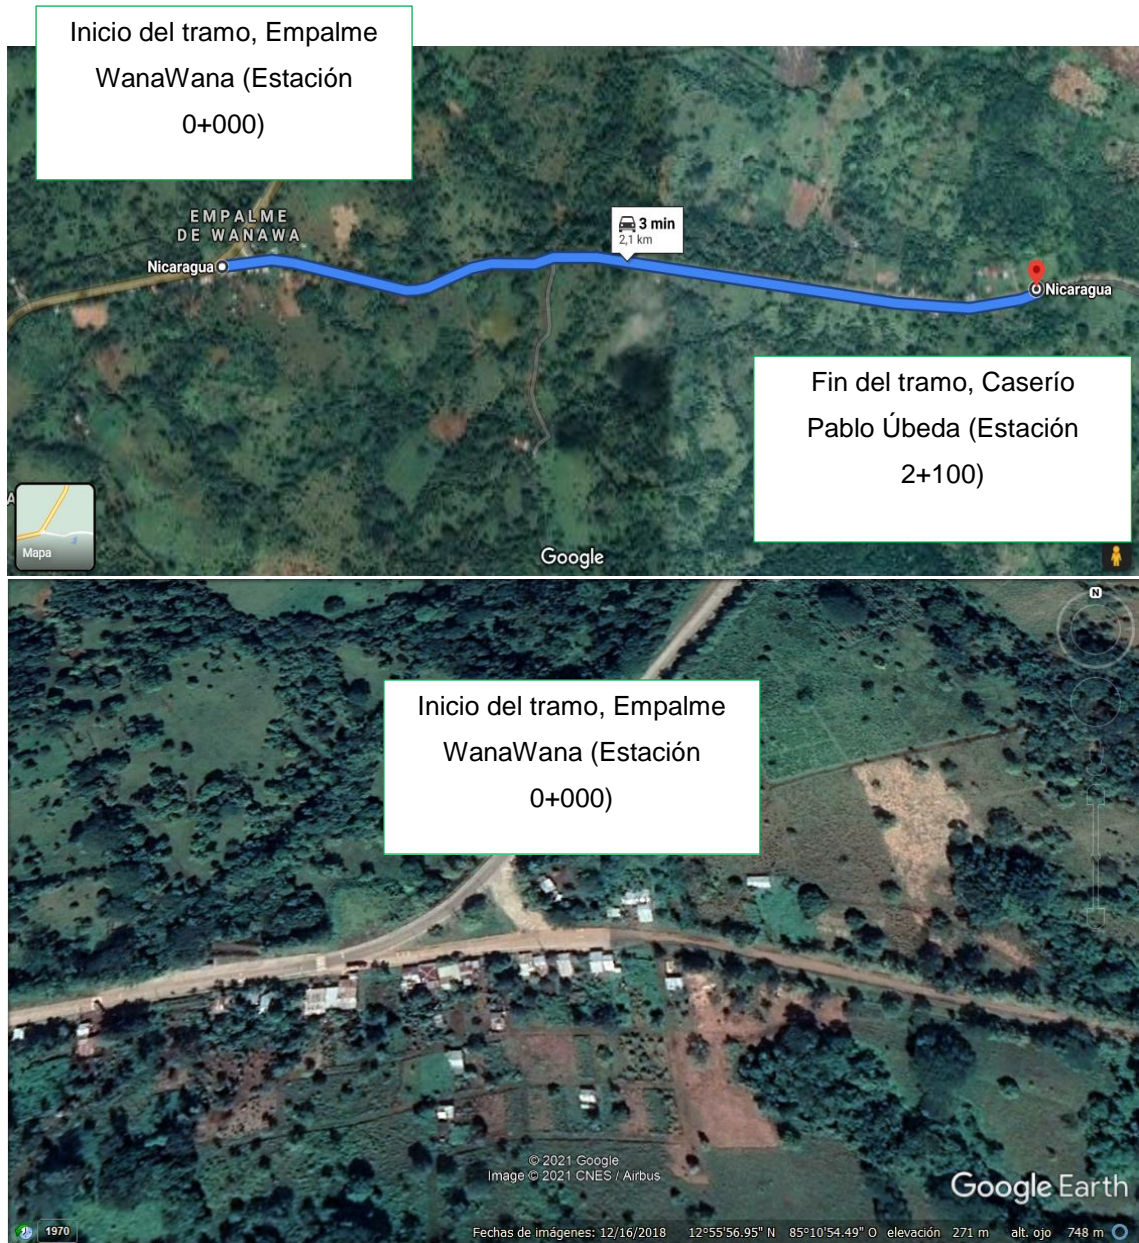 Inicio del tramo, Empalme
WanaWana (Estación
0+000)
EMPALME
DE WANAWA
Nicaragua
3 min
2,1 km
Nicaragua
Fin del tramo, Caserío
Pablo Úbeda (Estación
2+100)
A
Mapa
Google
N
Inicio del tramo, Empalme
WanaWana (Estación
0+000)
© 2021 Google
Image © 2021 CNES / Airbus
Google Earth
1970
Fechas de imágenes: 12/16/2018 12°55'56.95" N 85°10'54.49" O elevación 271 m alt. ojo 748 m